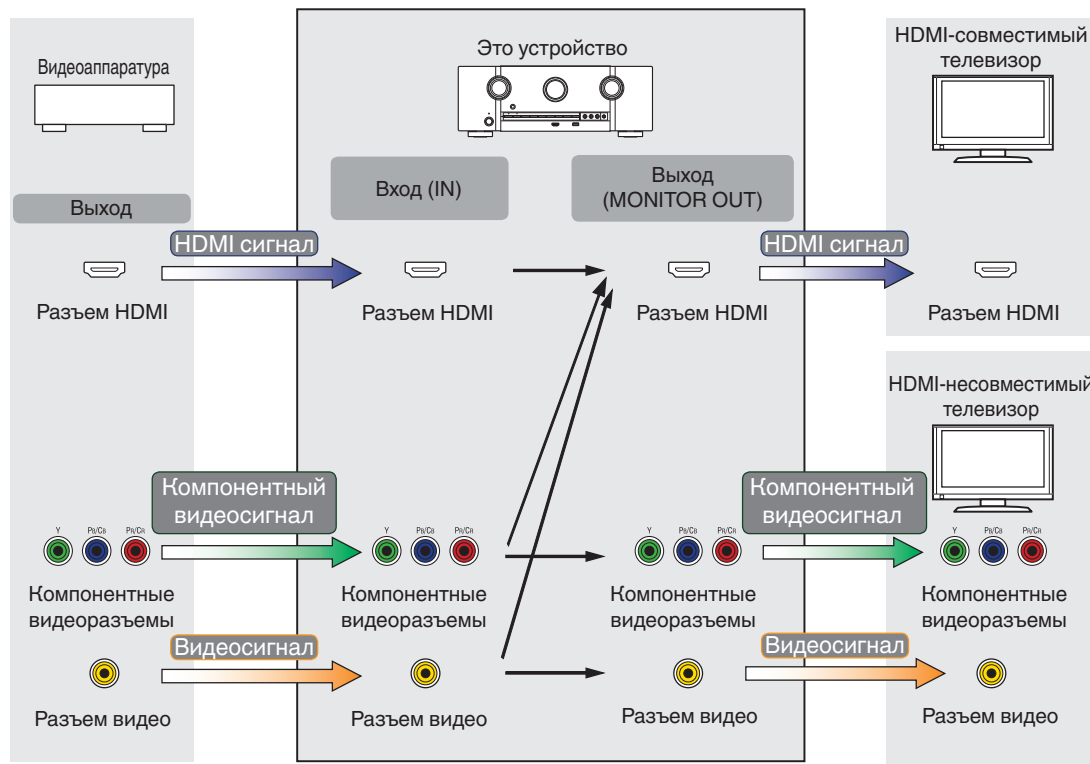 Видеоаппаратура
Это устройство
HDMI-совместимый
телевизор
Выход
Вход (IN)
Выход
(MONITOR OUT)
HDMI сигнал
HDMI сигнал
Разъем HDMI
Разъем HDMI
Разъем HDMI
Разъем HDMI
HDMI-несовместимый
телевизор
Компонентный
видеосигнал
Компонентный
видеосигнал
Y PB/CB PR/CR
Y PB/CB PR/CR
Y PB/CB PR/CR
Y PB/CB PR/CR
Компонентные
видеоразъемы
Компонентные
видеоразъемы
Компонентные
видеоразъемы
Компонентные
видеоразъемы
Видеосигнал
Видеосигнал
Разъем видео
Разъем видео
Разъем видео
Разъем видео